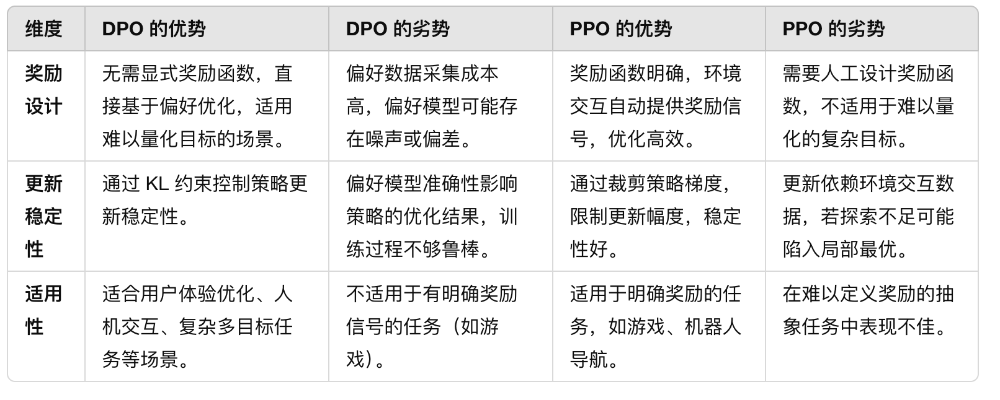 维度
DPO 的优势
DPO 的劣势
PPO 的优势
PPO 的劣势
奖励
设计
无需显式奖励函数，直
接基于偏好优化，适用
难以量化目标的场景。
偏好数据采集成本
高，偏好模型可能存
在噪声或偏差。
奖励函数明确，环境
交互自动提供奖励信
号，优化高效。
需要人工设计奖励函
数，不适用于难以量
化的复杂目标。
更新
稳定
性
通过 KL 约束控制策略更
新稳定性。
偏好模型准确性影响
策略的优化结果，训
练过程不够鲁棒。
通过裁剪策略梯度，
限制更新幅度，稳定
性好。
更新依赖环境交互数
据，若探索不足可能
陷入局部最优。
适用
性
适合用户体验优化、人
机交互、复杂多目标任
务等场景。
不适用于有明确奖励
信号的任务（如游
戏）。
适用于明确奖励的任
务，如游戏、机器人
导航。
在难以定义奖励的抽
象任务中表现不佳。